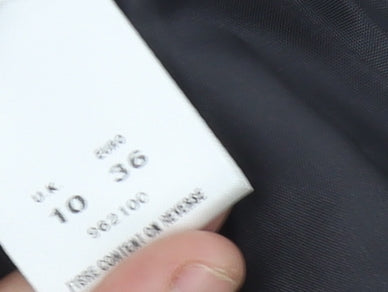 UK EURO
10 36
962100
FIBRE CONTENT ON REVERSE